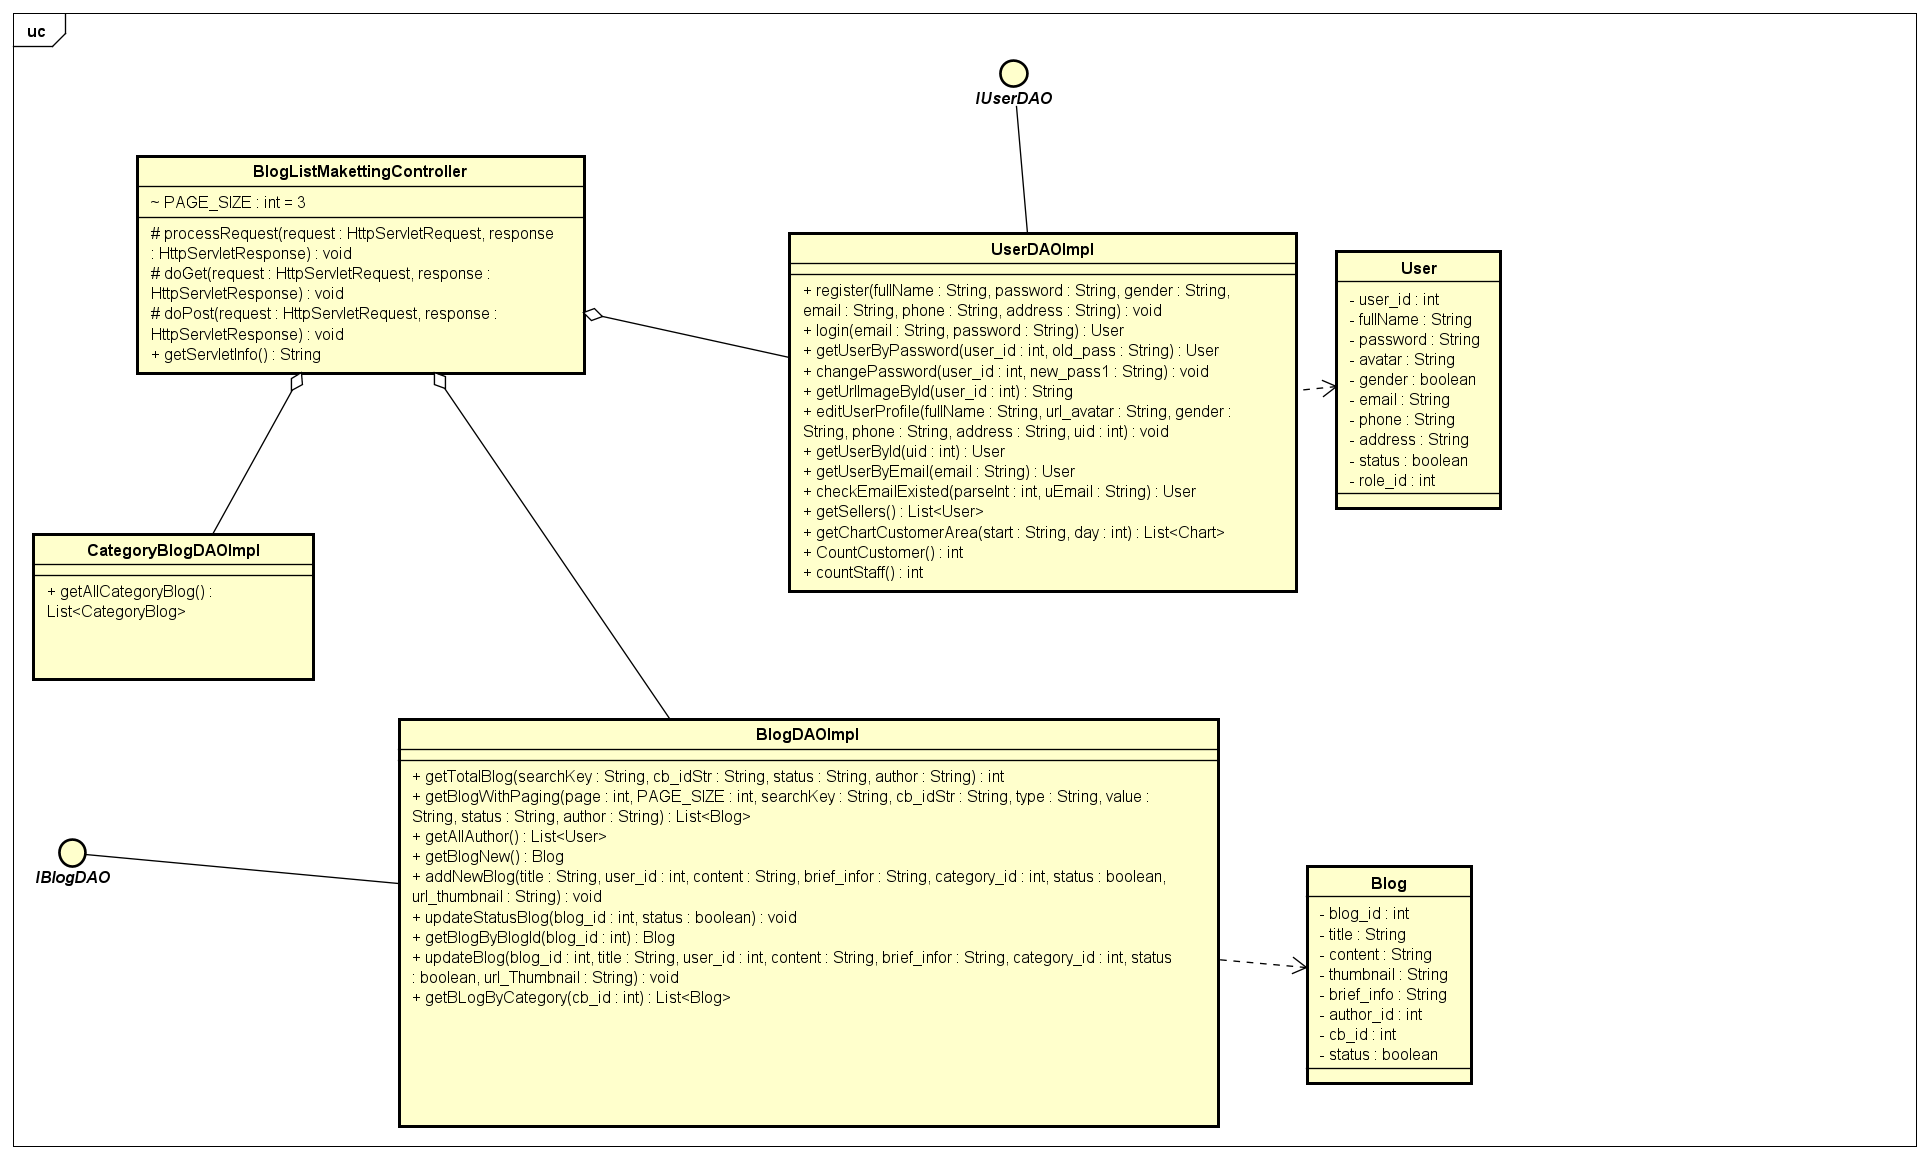 uc
IUserDAO
BlogListMakettingController
~ PAGE_SIZE : int = 3
# processRequest(request : HttpServletRequest, response
: HttpServletResponse) : void
# doGet(request : HttpServletRequest, response :
HttpServletResponse) : void
# doPost(request : HttpServletRequest, response :
HttpServletResponse) : void
+ getServletInfo() : String
UserDAOImpl
+ register(fullName : String, password : String, gender : String,
email : String, phone : String, address : String) : void
+ login(email : String, password : String) : User
+ getUserByPassword(user_id : int, old_pass : String) : User
+ changePassword(user_id : int, new_pass1 : String) : void
+ getUrlImageById(user_id : int) : String
+ editUserProfile(fullName : String, url_avatar : String, gender :
String, phone : String, address : String, uid : int) : void
+ getUserById(uid : int) : User
+ getUserByEmail(email : String) : User
+ checkEmailExisted(parseInt : int, uEmail : String) : User
+ getSellers() : List<User>
+ getChartCustomerArea(start : String, day : int) : List<Chart>
+ CountCustomer() : int
+ countStaff() : int
User
- user_id : int
- fullName : String
- password : String
- avatar : String
- gender : boolean
- email : String
- phone : String
- address : String
- status : boolean
- role_id : int
CategoryBlogDAOImpl
+ getAllCategoryBlog() :
List<CategoryBlog>
BlogDAOImpl
+ getTotalBlog(searchKey : String, cb_idStr : String, status : String, author : String) : int
+ getBlogWithPaging(page : int, PAGE_SIZE : int, searchKey : String, cb_idStr : String, type : String, value :
String, status : String, author : String) : List<Blog>
+ getAllAuthor() : List<User>
+ getBlogNew() : Blog
+ addNewBlog(title : String, user_id : int, content : String, brief_infor : String, category_id : int, status : boolean,
url_thumbnail : String) : void
+ updateStatusBlog(blog_id : int, status : boolean) : void
+ getBlogByBlogId(blog_id : int) : Blog
+ updateBlog(blog_id : int, title : String, user_id : int, content : String, brief_infor : String, category_id : int, status
: boolean, url_Thumbnail : String) : void
+ getBLogByCategory(cb_id : int) : List<Blog>
IBlogDAO
Blog
- blog_id : int
- title : String
- content : String
- thumbnail : String
- brief_info : String
- author_id : int
- cb_id : int
- status : boolean